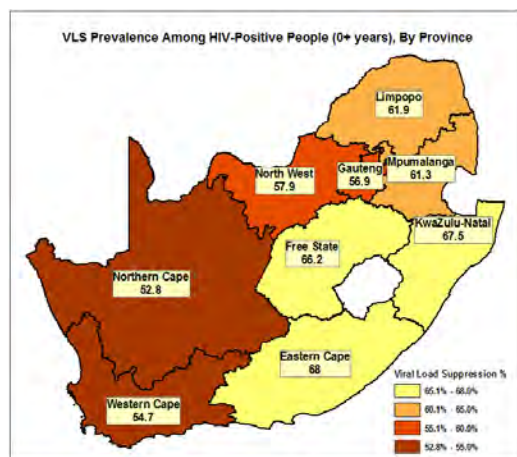 VLS Prevalence Among HIV-Positive People (0+ years), By Province
Limpopo
61.9
North West
57.9
Gauteng
56.9
Mpumalanga
61.3
KwaZulu-Natal
67.5
Free State
66.2
Northern Cape
52.8
Eastern Cape
68
Western Cape
54.7
Viral Load Suppression %
65.1% - 68.0%
60.1% - 65.0%
55.1% - 60.0%
52.8% - 55.0%